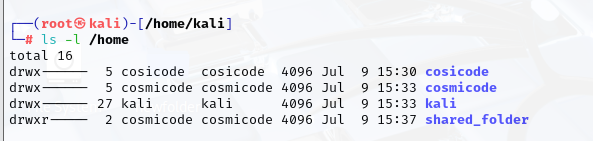 ┌──(root㉿kali)-[/home/kali]
└─# ls -l /home
total 16
drwx------  5 cosicode  cosicode  4096 Jul  9 15:30 cosicode
drwx------  5 cosmicode cosmicode 4096 Jul  9 15:33 cosmicode
drwx------ 27 kali      kali      4096 Jul  9 15:33 kali
drwxr-----  2 cosmicode cosmicode 4096 Jul  9 15:37 shared_folder